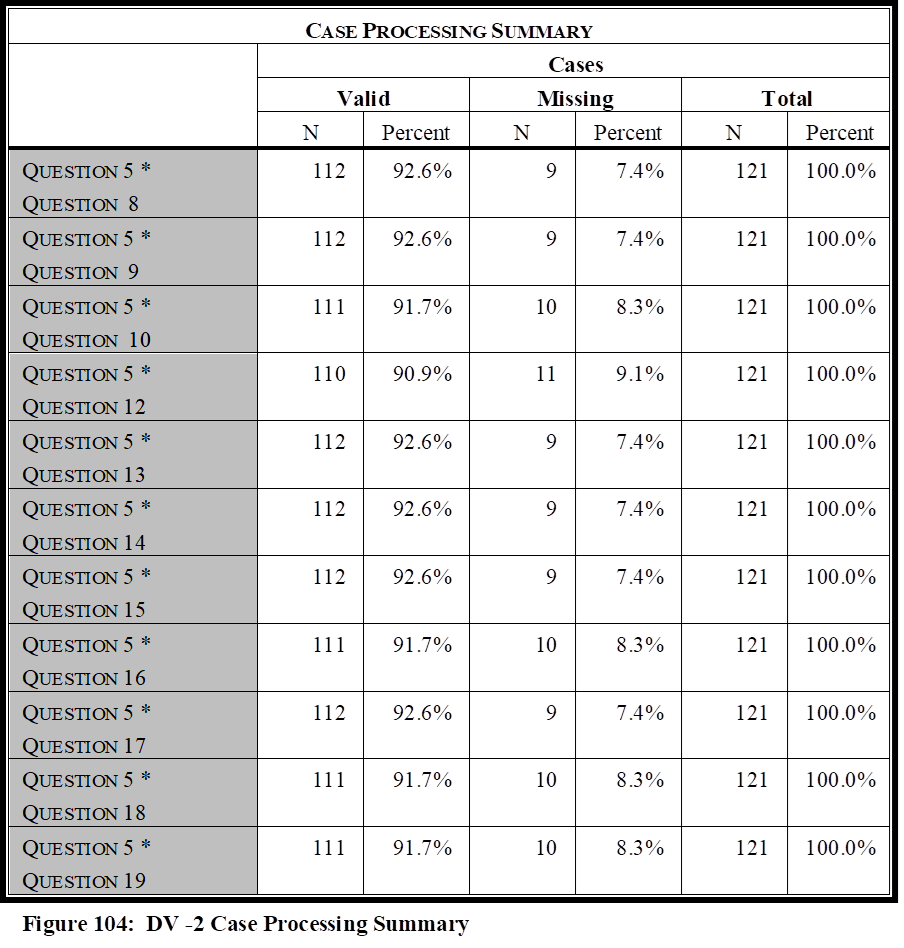 CASE PROCESSING SUMMARY
Cases
Valid Missing Total
N Percent N Percent N Percent
QUESTION 5 * 112 92.6% 9 7.4% 121 100.0%
QUESTION 8
QUESTION 5 * 112 92.6% 9 7.4% 121 100.0%
QUESTION 9
QUESTION 5 * 111 91.7% 10 8.3% 121 100.0%
QUESTION 10
QUESTION 5 * 110 90.9% 11 9.1% 121 100.0%
QUESTION 12
QUESTION 5 * 112 92.6% 9 7.4% 121 100.0%
QUESTION 13
QUESTION 5 * 112 92.6% 9 7.4% 121 100.0%
QUESTION 14
QUESTION 5 * 112 92.6% 9 7.4% 121 100.0%
QUESTION 15
QUESTION 5 * 111 91.7% 10 8.3% 121 100.0%
QUESTION 16
QUESTION 5 * 112 92.6% 9 7.4% 121 100.0%
QUESTION 17
QUESTION 5 * 111 91.7% 10 8.3% 121 100.0%
QUESTION 18
QUESTION 5 * 111 91.7% 10 8.3% 121 100.0%
QUESTION 19
Figure 104: DV -2 Case Processing Summary